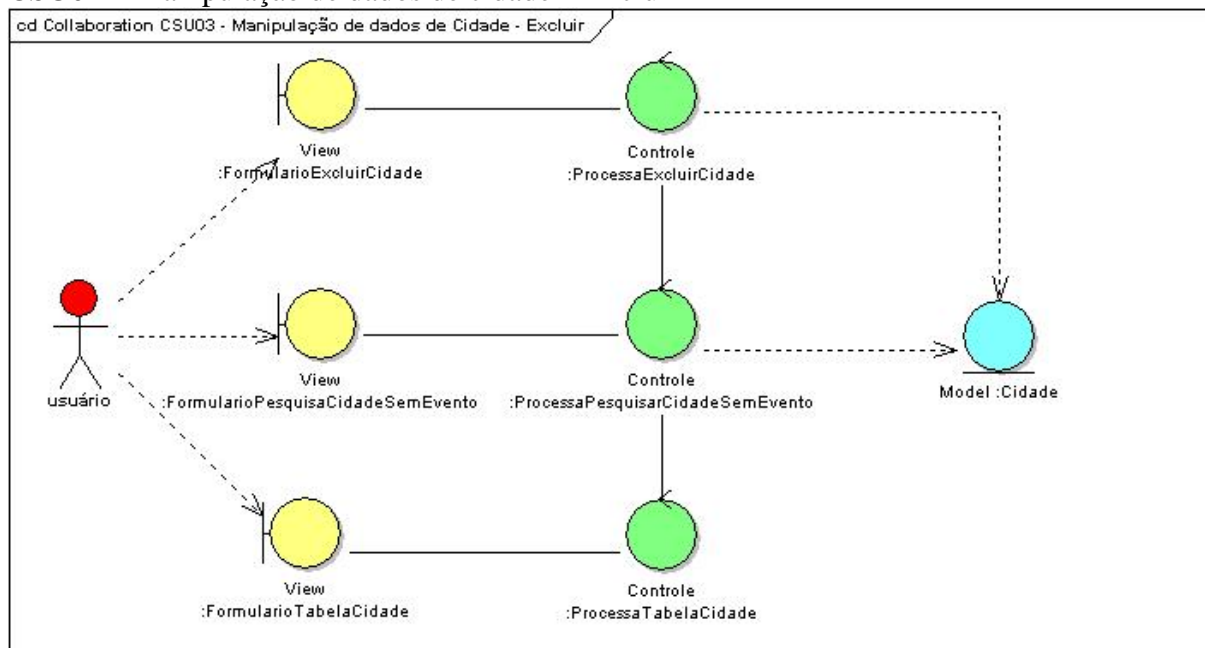 cd Collaboration CSU03 - Manipulação de dados de Cidade - Excluir
View
:FormularioExcluirCidade
Controle
:ProcessaExcluirCidade
usuário
View
:FormularioPesquisaCidadeSemEvento
Controle
:ProcessaPesquisarCidadeSemEvento
Model :Cidade
View
:FormularioTabelaCidade
Controle
:ProcessaTabelaCidade